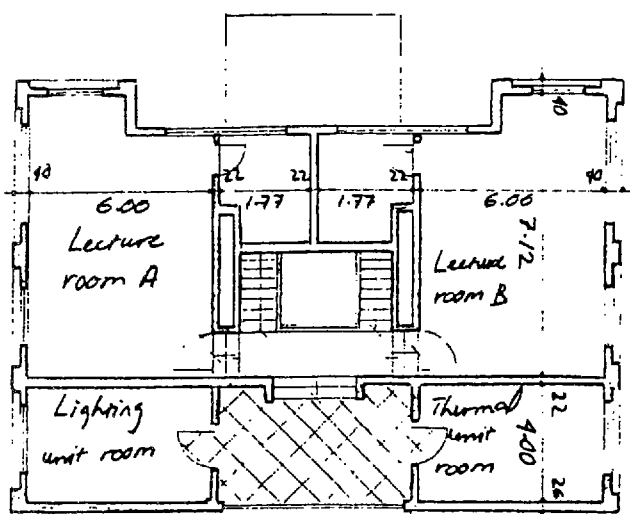 40
40 22 22 22 40
6.00 1.77 1.77 6.00
7.12
Lecture
room A
Lecture
room B
Lighting
unit room
Thermal
unit
room
22
4.00
26